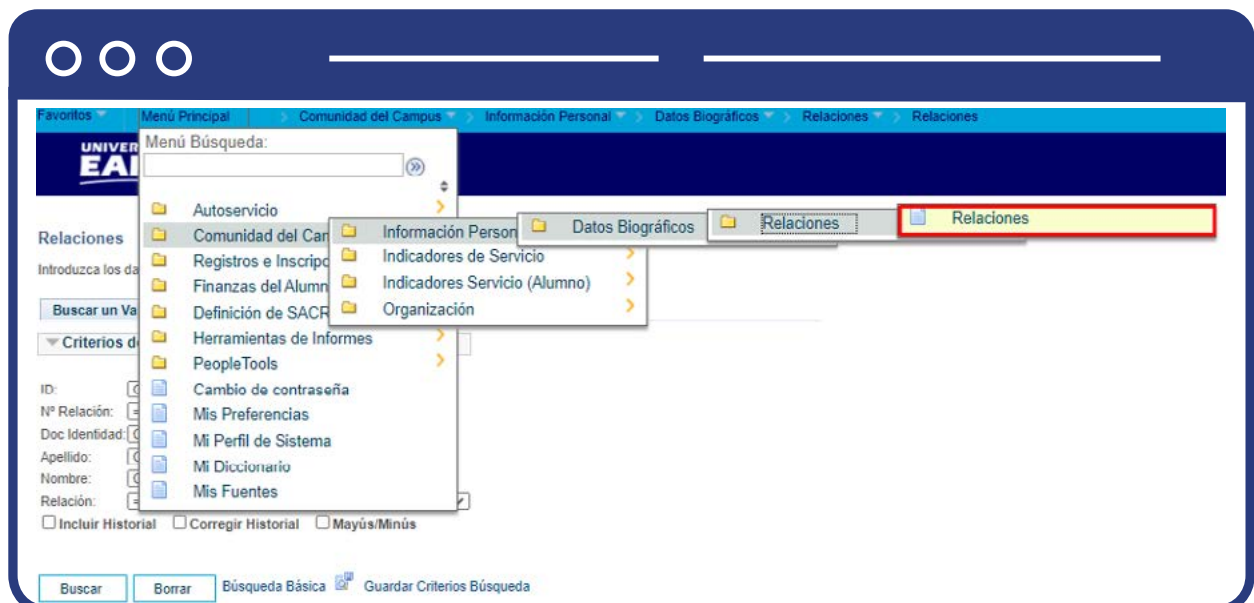 Favoritos Menú Principal Comunidad del Campus Información Personal Datos Biográficos Relaciones Relaciones
UNIVER
EAI
Menú Búsqueda:
Autoservicio
Comunidad del Car
Información Person
Datos Biográficos
Relaciones
Relaciones
Registros e Inscripc
Indicadores de Servicio
Finanzas del Alumn
Indicadores Servicio (Alumno)
Definición de SACR
Organización
Herramientas de Informes
PeopleTools
Cambio de contraseña
Mis Preferencias
Mi Perfil de Sistema
Mi Diccionario
Mis Fuentes
Relaciones
Introduzca los da
Buscar un Va
Criterios d
ID:
Nº Relación: =
Doc Identidad:
Apellido:
Nombre:
Relación: =
Incluir Historial Corregir Historial Mayús/Minús
Buscar Borrar Búsqueda Básica Guardar Criterios Búsqueda